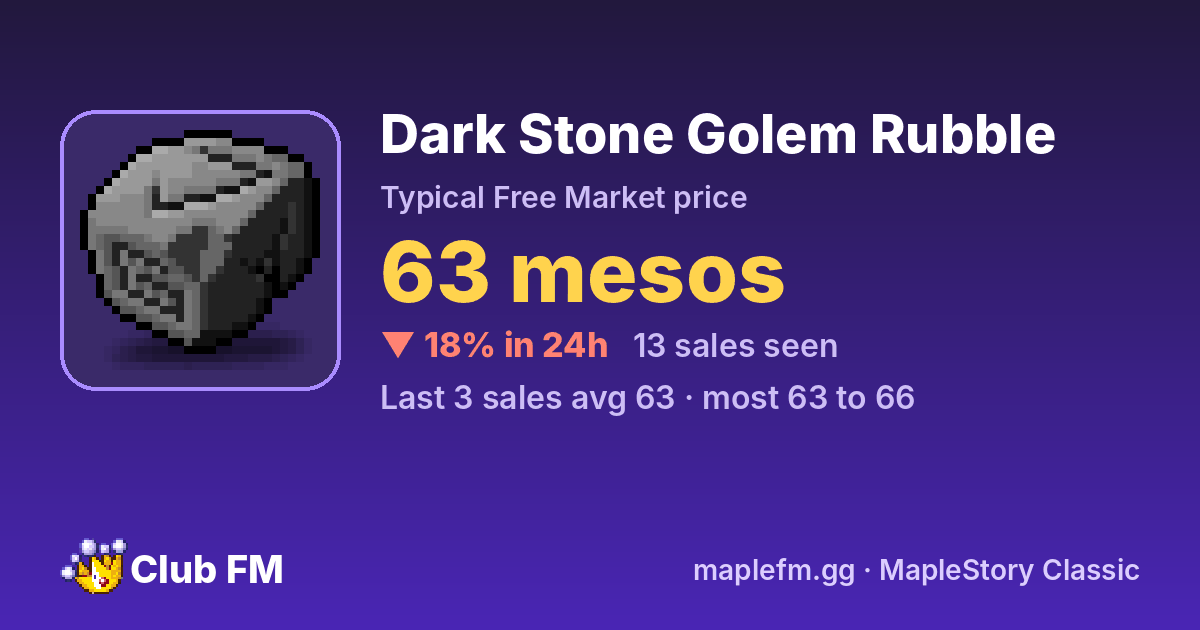 Dark Stone Golem Rubble
Typical Free Market price
63 mesos
▼ 18% in 24h 13 sales seen
Last 3 sales avg 63 · most 63 to 66
Club FM
maplefm.gg · MapleStory Classic